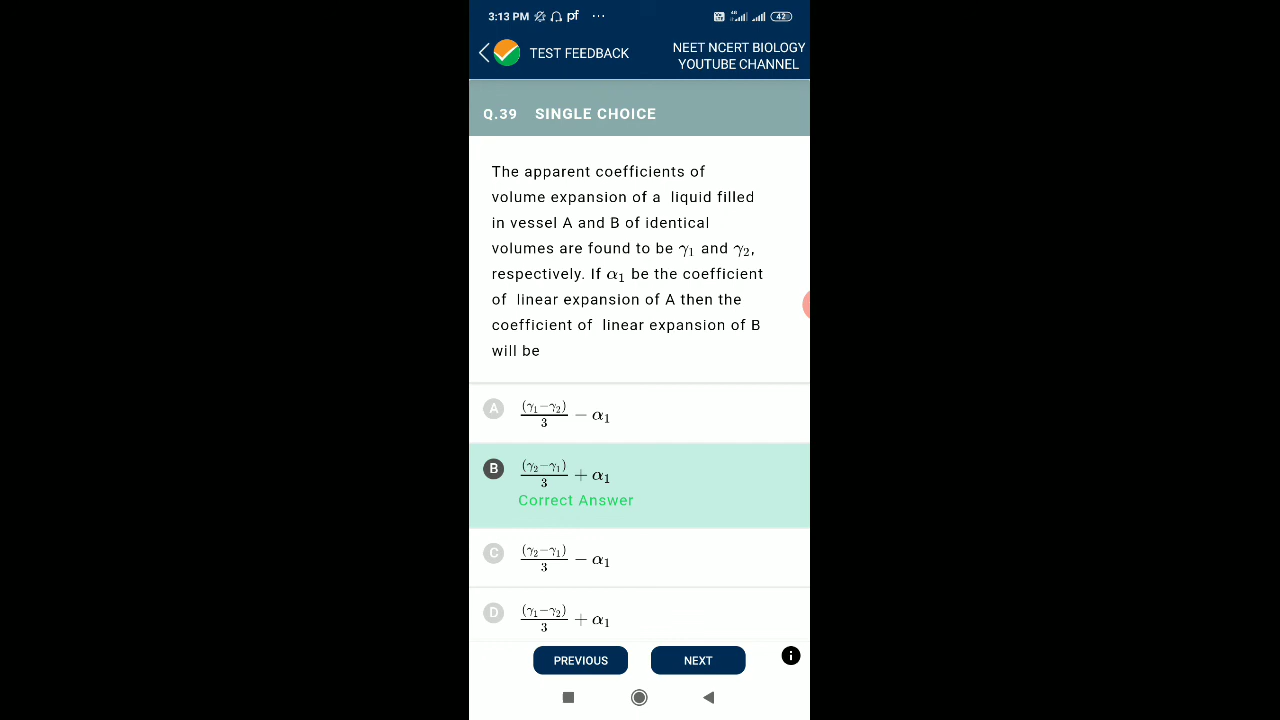 3:13 PM pf ... 4G 42
TEST FEEDBACK
NEET NCERT BIOLOGY
YOUTUBE CHANNEL
Q.39 SINGLE CHOICE
The apparent coefficients of
volume expansion of a liquid filled
in vessel A and B of identical
volumes are found to be γ₁ and γ₂,
respectively. If α₁ be the coefficient
of linear expansion of A then the
coefficient of linear expansion of B
will be
A (γ₁−γ₂)/3 − α₁
B (γ₂−γ₁)/3 + α₁
Correct Answer
C (γ₂−γ₁)/3 − α₁
D (γ₁−γ₂)/3 + α₁
PREVIOUS NEXT i